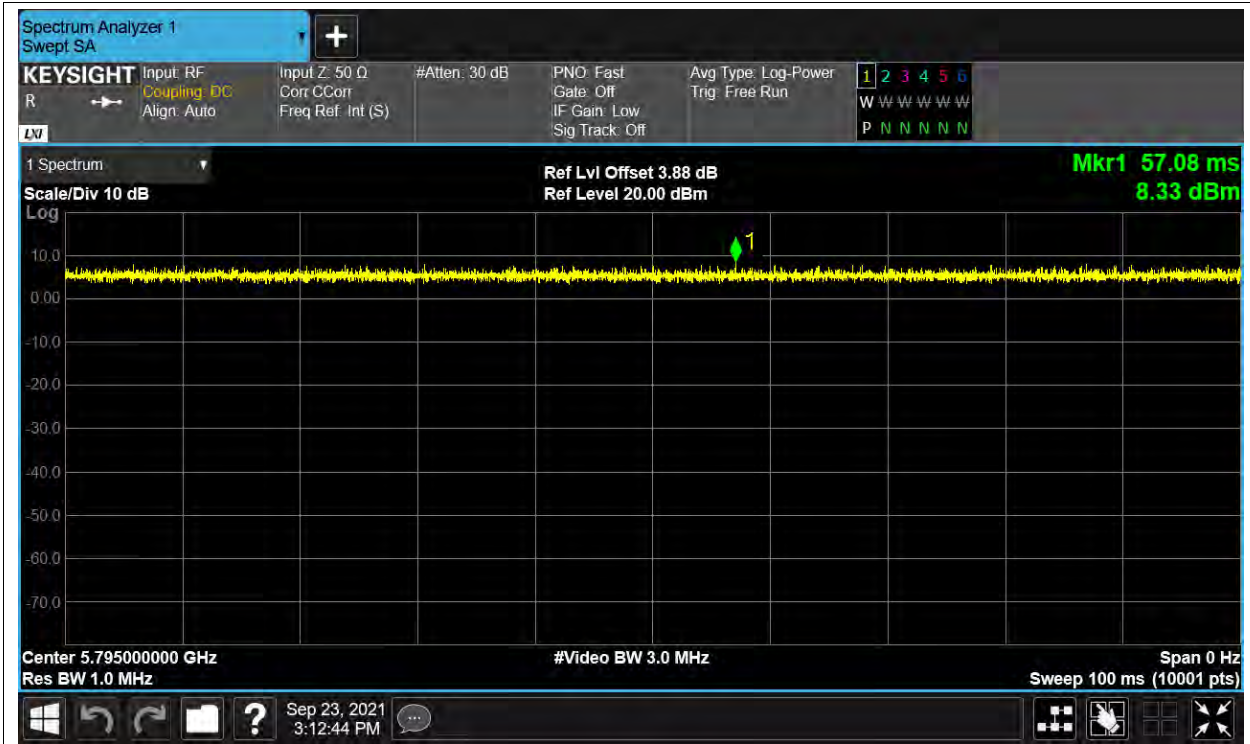 Spectrum Analyzer 1
Swept SA
KEYSIGHT
R
LXI
Input: RF
Coupling: DC
Align: Auto
Input Z: 50 Ω
Corr CCorr
Freq Ref: Int (S)
#Atten: 30 dB
PNO: Fast
Gate: Off
IF Gain: Low
Sig Track: Off
Avg Type: Log-Power
Trig: Free Run
1 2 3 4 5 6
W W W W W W
P N N N N N
1 Spectrum
Scale/Div 10 dB
Ref Lvl Offset 3.88 dB
Ref Level 20.00 dBm
Mkr1 57.08 ms
8.33 dBm
Log
1
10.0
0.00
-10.0
-20.0
-30.0
-40.0
-50.0
-60.0
-70.0
Center 5.795000000 GHz
#Video BW 3.0 MHz
Span 0 Hz
Res BW 1.0 MHz
Sweep 100 ms (10001 pts)
?
Sep 23, 2021
3:12:44 PM